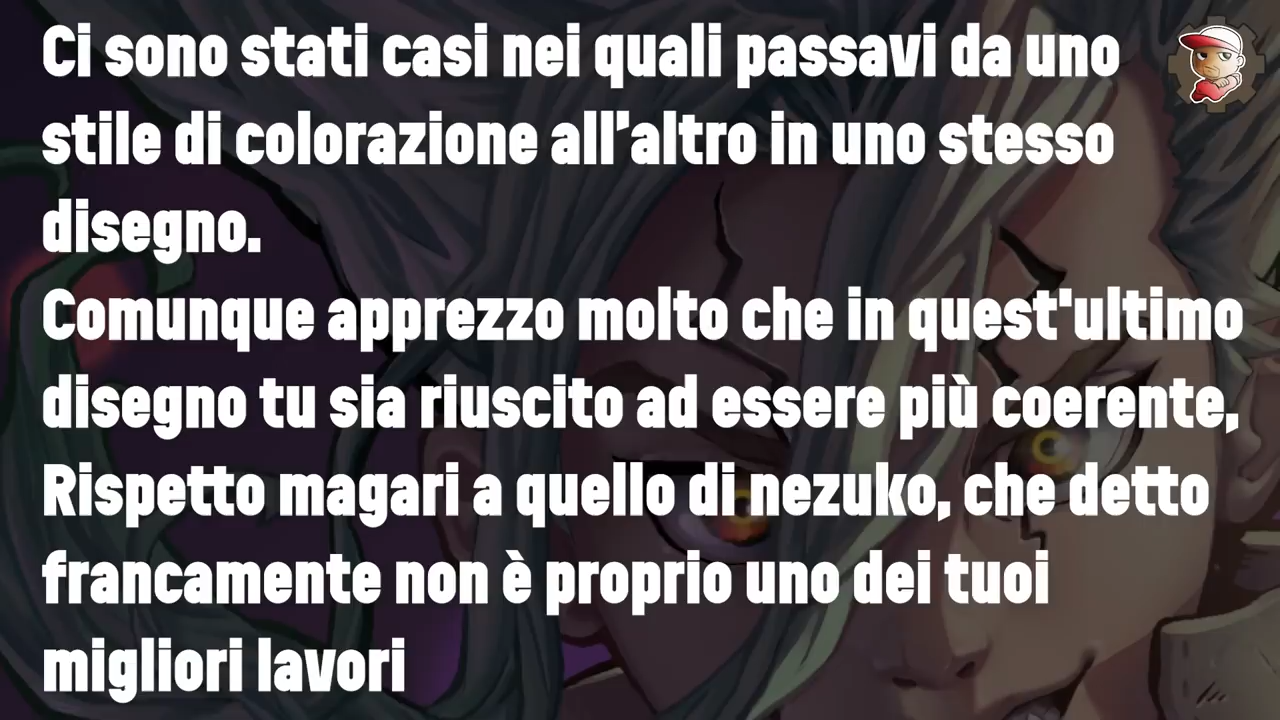 Ci sono stati casi nei quali passavi da uno
stile di colorazione all'altro in uno stesso
disegno.
Comunque apprezzo molto che in quest'ultimo
disegno tu sia riuscito ad essere più coerente,
Rispetto magari a quello di nezuko, che detto
francamente non è proprio uno dei tuoi
migliori lavori